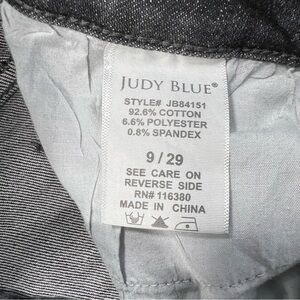 JUDY BLUE®
STYLE# JB84151
92.6% COTTON
6.6% POLYESTER
0.8% SPANDEX
9 / 29
SEE CARE ON
REVERSE SIDE
RN# 116380
MADE IN CHINA